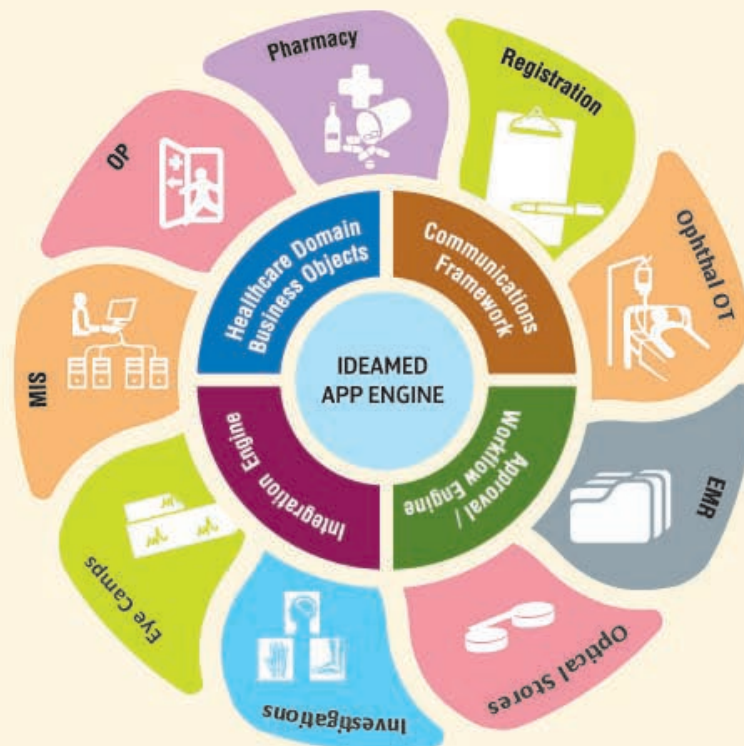 Pharmacy
Registration
Ophthal OT
EMR
Optical Stores
Investigations
Eye Camps
MIS
OP
Healthcare Domain
Business Objects
Communications
Framework
Approval /
Workflow Engine
Integration Engine
IDEAMED
APP ENGINE